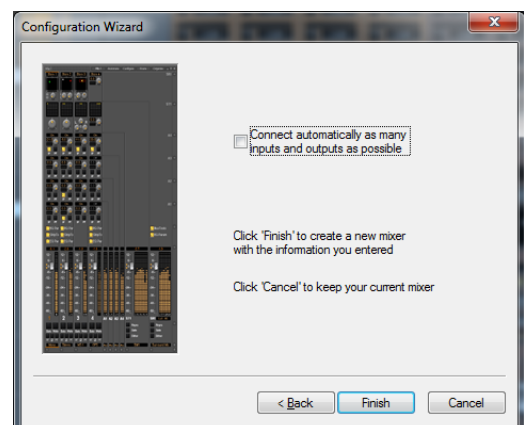 Configuration Wizard
Connect automatically as many
inputs and outputs as possible
Click 'Finish' to create a new mixer
with the information you entered
Click 'Cancel' to keep your current mixer
< Back
Finish
Cancel